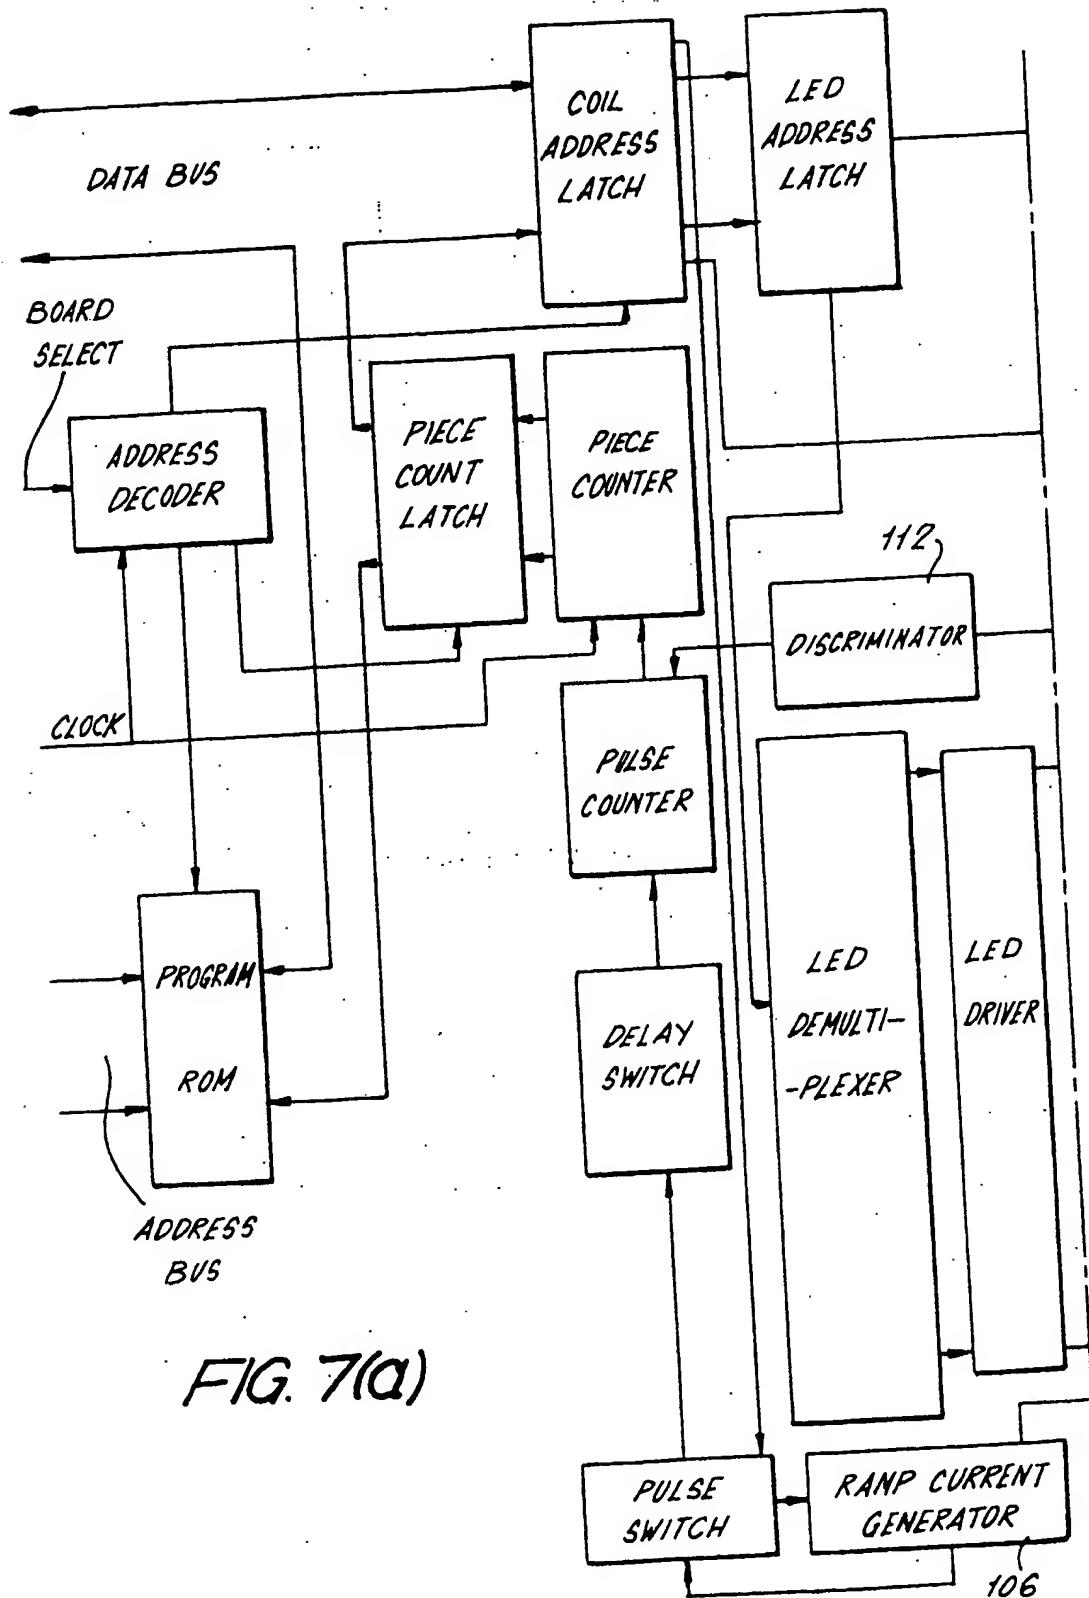 COIL
ADDRESS
LATCH
LED
ADDRESS
LATCH
DATA BUS
BOARD
SELECT
ADDRESS
DECODER
PIECE
COUNT
LATCH
PIECE
COUNTER
112
DISCRIMINATOR
CLOCK
PULSE
COUNTER
PROGRAM
ROM
DELAY
SWITCH
LED
DEMULTI-
-PLEXER
LED
DRIVER
ADDRESS
BUS
FIG. 7(a)
PULSE
SWITCH
RAMP CURRENT
GENERATOR
106